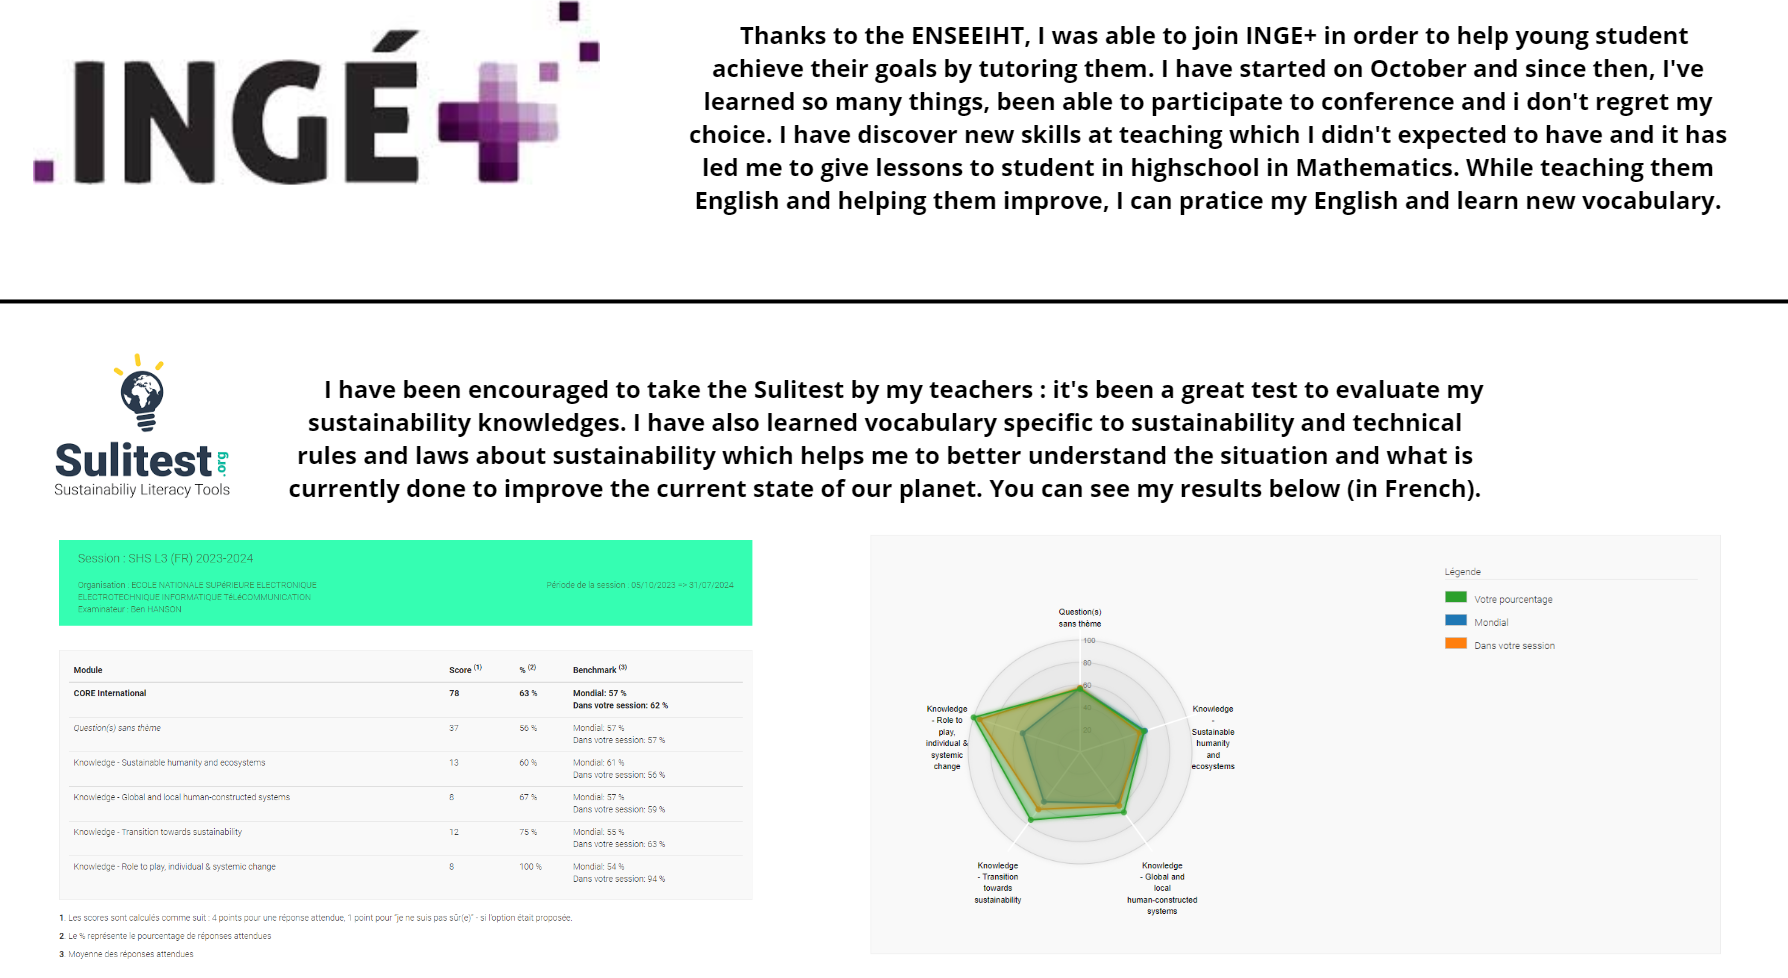 INGÉ+
Thanks to the ENSEEIHT, I was able to join INGE+ in order to help young student
achieve their goals by tutoring them. I have started on October and since then, I've
learned so many things, been able to participate to conference and i don't regret my
choice. I have discover new skills at teaching which I didn't expected to have and it has
led me to give lessons to student in highschool in Mathematics. While teaching them
English and helping them improve, I can pratice my English and learn new vocabulary.
Sulitest.org
Sustainabiliy Literacy Tools
I have been encouraged to take the Sulitest by my teachers : it's been a great test to evaluate my
sustainability knowledges. I have also learned vocabulary specific to sustainability and technical
rules and laws about sustainability which helps me to better understand the situation and what is
currently done to improve the current state of our planet. You can see my results below (in French).
Session : SHS L3 (FR) 2023-2024
Organisation : ECOLE NATIONALE SUPéRIEURE ELECTRONIQUE
ELECTROTECHNIQUE INFORMATIQUE TéLéCOMMUNICATION
Examinateur : Ben HANSON
Période de la session : 05/10/2023 => 31/07/2024
Module Score (1) % (2) Benchmark (3)
CORE International 78 63 % Mondial: 57 %
Dans votre session: 62 %
Question(s) sans thème 37 56 % Mondial: 57 %
Dans votre session: 57 %
Knowledge - Sustainable humanity and ecosystems 13 60 % Mondial: 61 %
Dans votre session: 56 %
Knowledge - Global and local human-constructed systems 8 67 % Mondial: 57 %
Dans votre session: 59 %
Knowledge - Transition towards sustainability 12 75 % Mondial: 55 %
Dans votre session: 63 %
Knowledge - Role to play, individual & systemic change 8 100 % Mondial: 54 %
Dans votre session: 94 %
1. Les scores sont calculés comme suit : 4 points pour une réponse attendue, 1 point pour "je ne suis pas sûr(e)" - si l'option était proposée.
2. Le % représente le pourcentage de réponses attendues
3. Moyenne des réponses attendues
Légende
Votre pourcentage
Mondial
Dans votre session
Question(s)
sans thème
100
80
60
40
20
Knowledge
-
Sustainable
humanity
and
ecosystems
Knowledge
- Global and
local
human-constructed
systems
Knowledge
- Transition
towards
sustainability
Knowledge
- Role to
play,
individual &
systemic
change